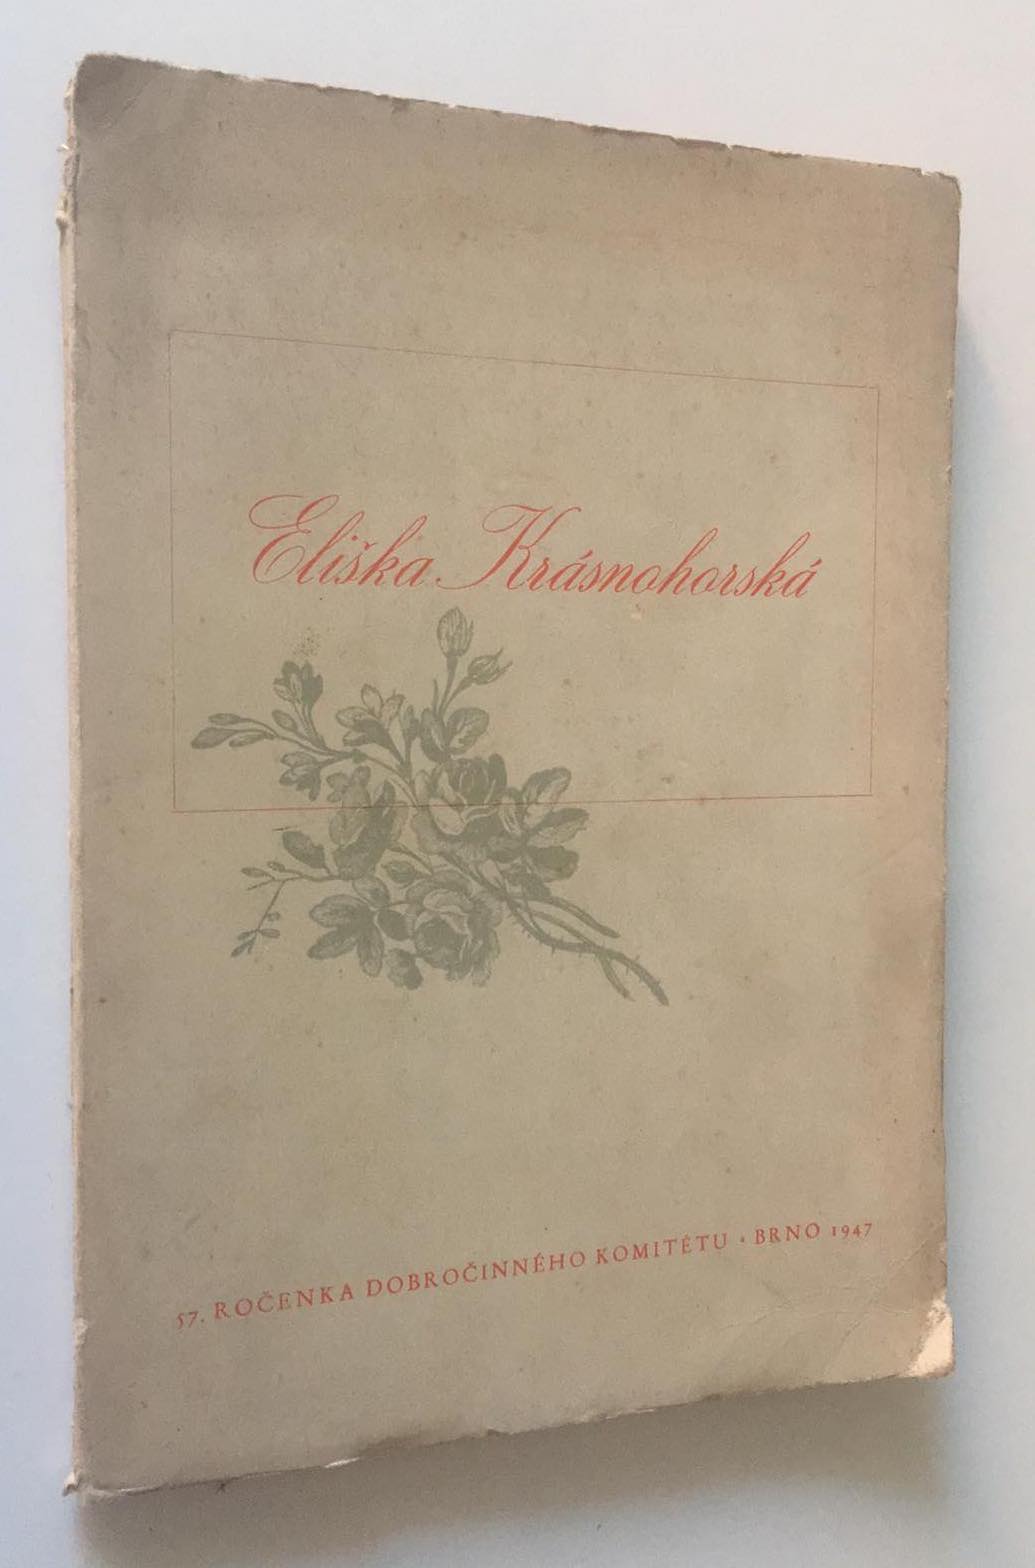 Eliška Krásnohorská
57. ROČENKA DOBROČINNÉHO KOMITÉTU • BRNO 1947